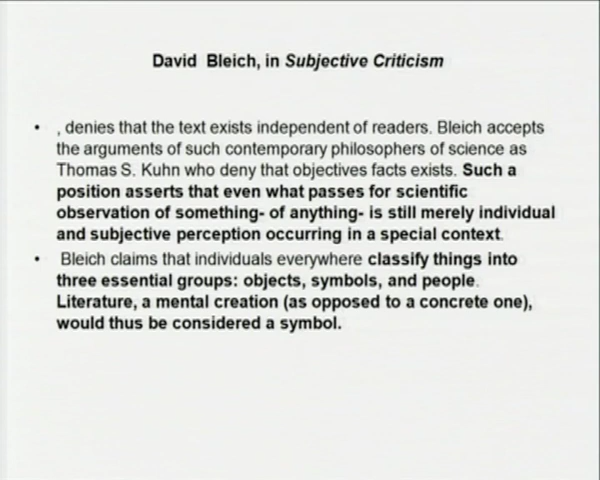 David Bleich, in Subjective Criticism
• , denies that the text exists independent of readers. Bleich accepts
the arguments of such contemporary philosophers of science as
Thomas S. Kuhn who deny that objectives facts exists. Such a
position asserts that even what passes for scientific
observation of something- of anything- is still merely individual
and subjective perception occurring in a special context.
• Bleich claims that individuals everywhere classify things into
three essential groups: objects, symbols, and people.
Literature, a mental creation (as opposed to a concrete one),
would thus be considered a symbol.